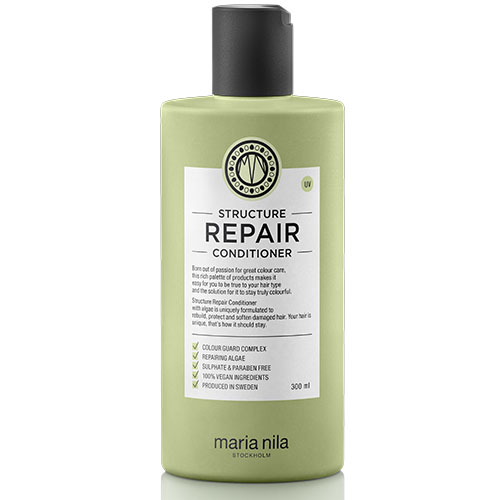 MN
UV
STRUCTURE
REPAIR
CONDITIONER
Born out of passion for great colour care,
this rich palette of products makes it
easy for you to be true to your hair type
and the solution for it to stay truly colourful.
Structure Repair Conditioner
with algae is uniquely formulated to
rebuild, protect and soften damaged hair. Your hair is
unique, that's how it should stay.
COLOUR GUARD COMPLEX
REPAIRING ALGAE
SULPHATE & PARABEN FREE
100% VEGAN INGREDIENTS
PRODUCED IN SWEDEN
300 ml
maria nila
STOCKHOLM